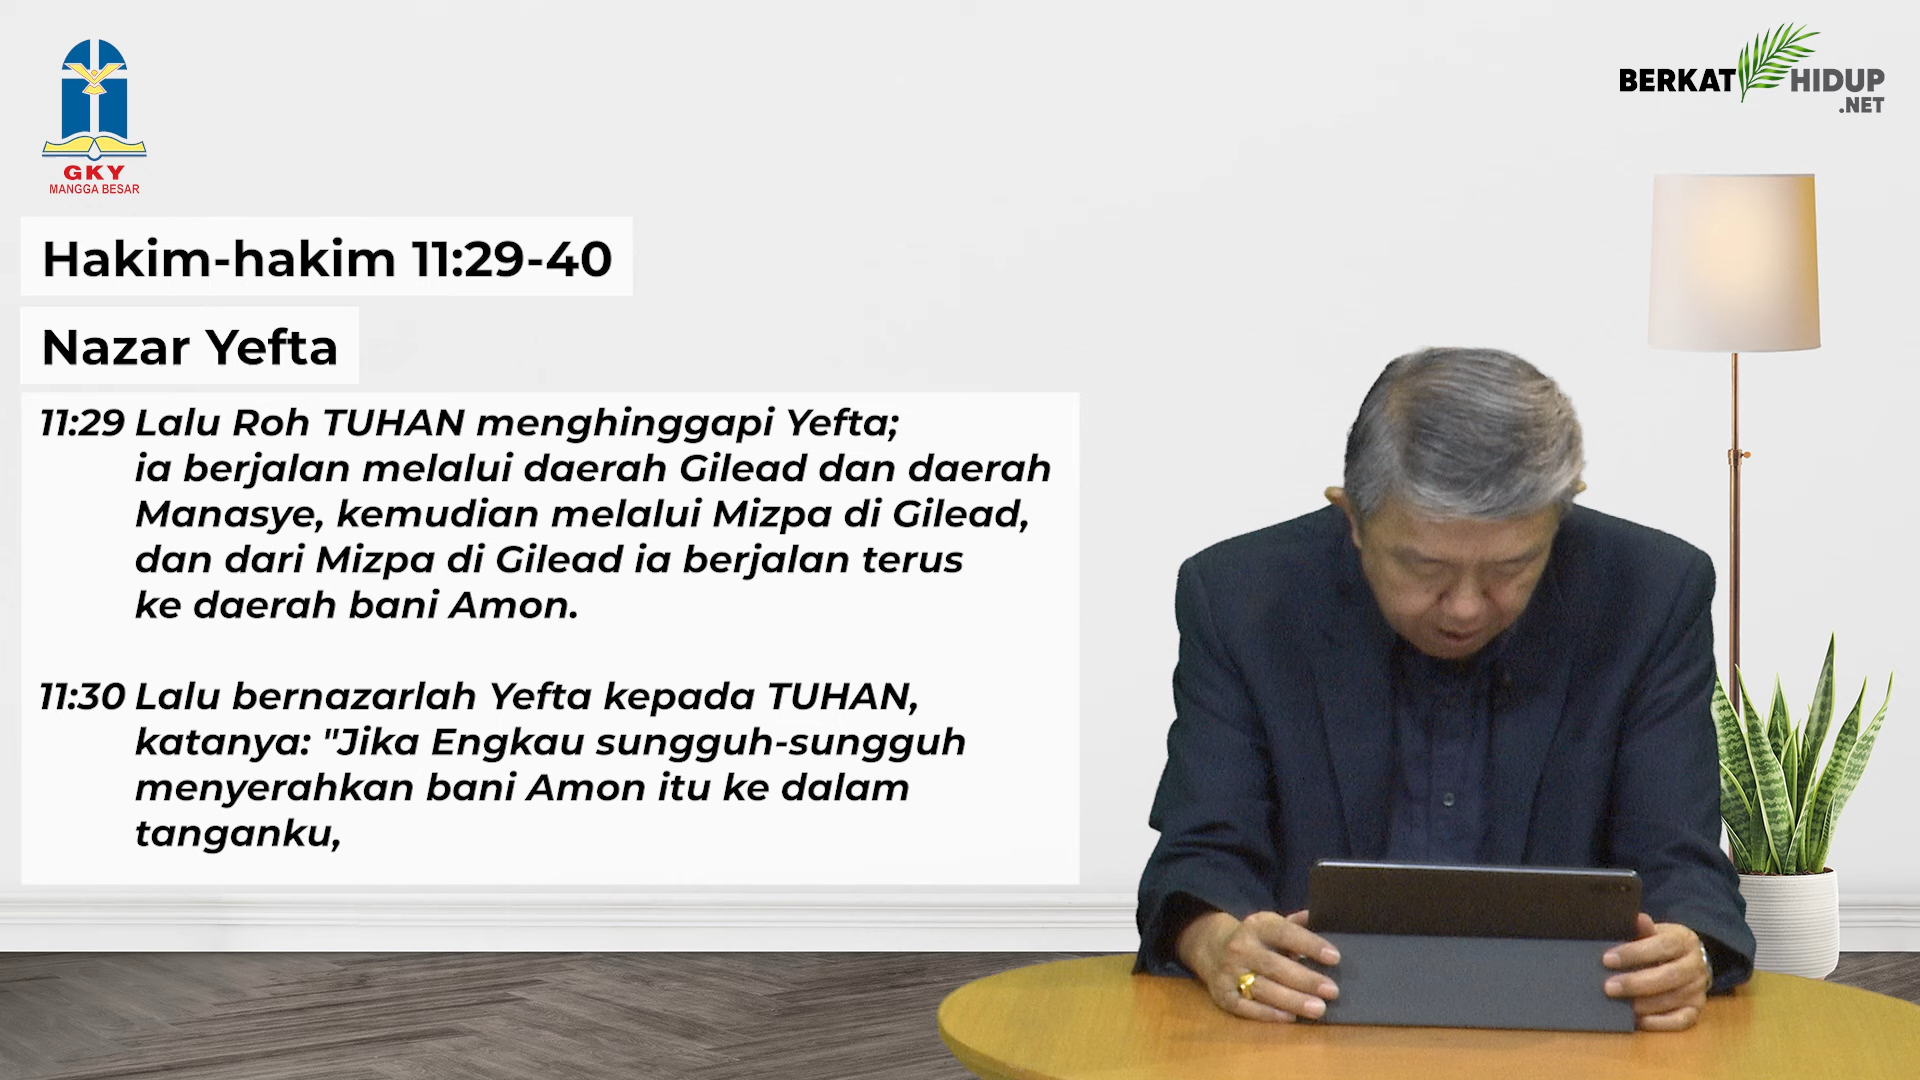 GKY
MANGGA BESAR
BERKAT HIDUP
.NET
Hakim-hakim 11:29-40
Nazar Yefta
11:29 Lalu Roh TUHAN menghinggapi Yefta;
ia berjalan melalui daerah Gilead dan daerah
Manasye, kemudian melalui Mizpa di Gilead,
dan dari Mizpa di Gilead ia berjalan terus
ke daerah bani Amon.
11:30 Lalu bernazarlah Yefta kepada TUHAN,
katanya: "Jika Engkau sungguh-sungguh
menyerahkan bani Amon itu ke dalam
tanganku,